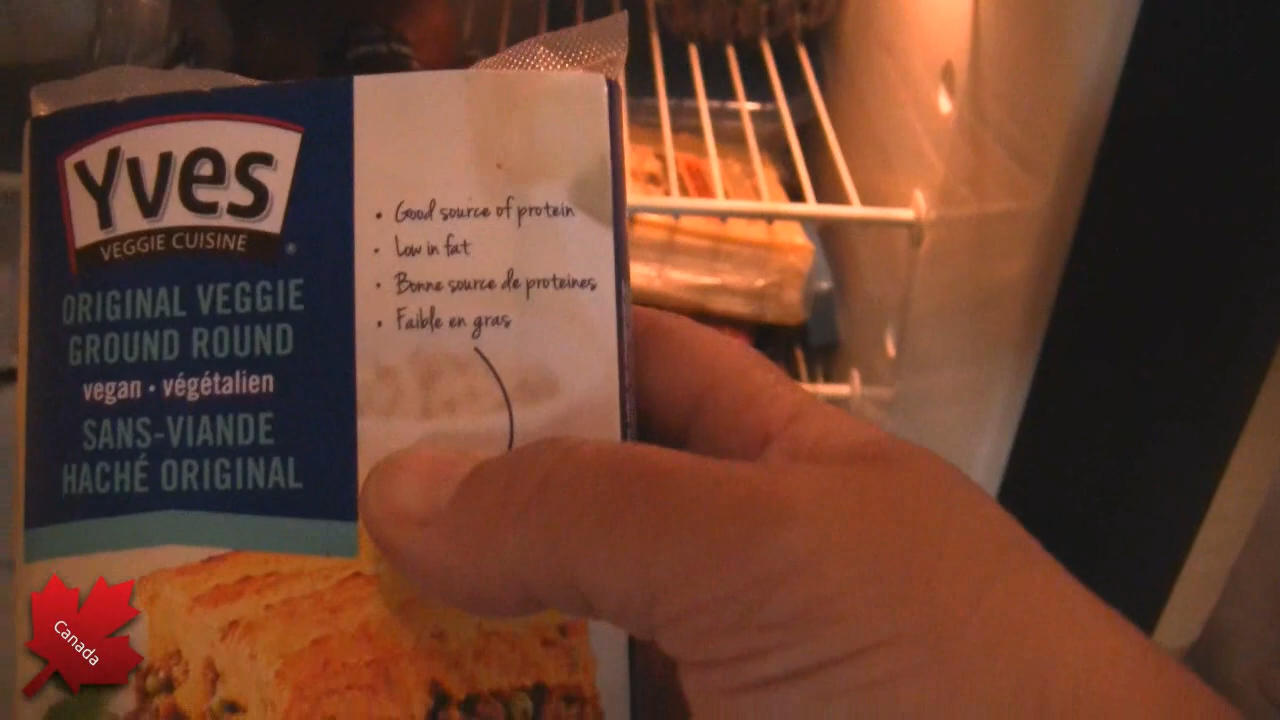 Yves
VEGGIE CUISINE
ORIGINAL VEGGIE
GROUND ROUND
vegan • végétalien
SANS-VIANDE
HACHÉ ORIGINAL
• Good source of protein
• Low in fat
• Bonne source de proteines
• Faible en gras
Canada